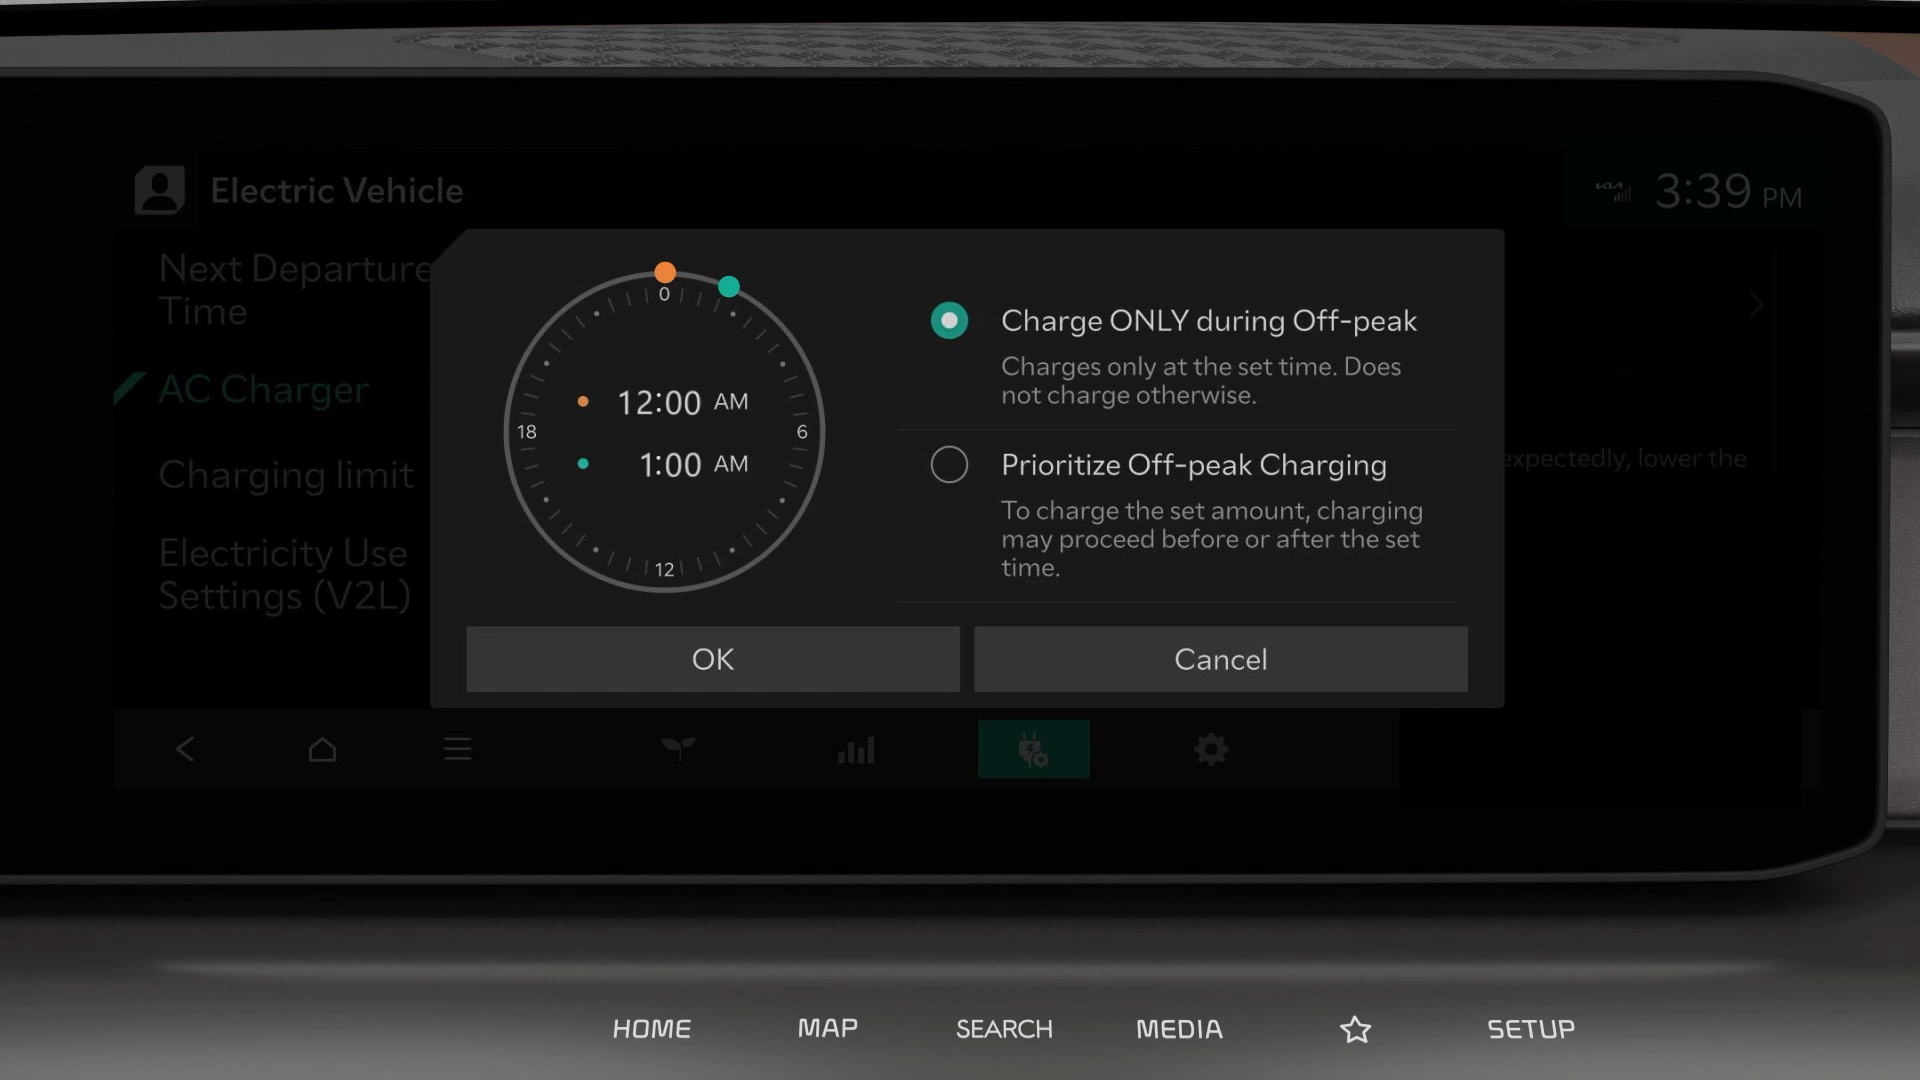 Electric Vehicle
3:39 PM
Next Departure
Time
AC Charger
Charging limit
Electricity Use
Settings (V2L)
0
6
12
18
12:00 AM
1:00 AM
Charge ONLY during Off-peak
Charges only at the set time. Does
not charge otherwise.
Prioritize Off-peak Charging
To charge the set amount, charging
may proceed before or after the set
time.
expectedly, lower the
OK
Cancel
HOME
MAP
SEARCH
MEDIA
SETUP